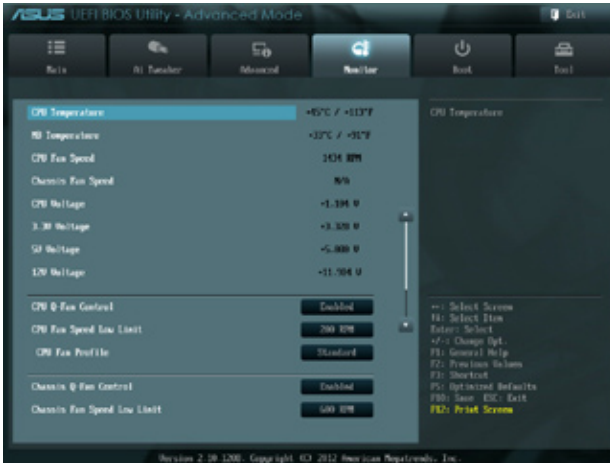 ASUS UEFI BIOS Utility - Advanced Mode
Exit
Main
Ai Tweaker
Advanced
Monitor
Boot
Tool
CPU Temperature +45°C / +113°F
CPU Temperature
MB Temperature +33°C / +91°F
CPU Fan Speed 1434 RPM
Chassis Fan Speed N/A
CPU Voltage +1.104 V
3.3V Voltage +3.320 V
5V Voltage +5.080 V
12V Voltage
CPU Q-Fan Control Enabled
CPU Fan Speed Low Limit 200 RPM
CPU Fan Profile Standard
Chassis Q-Fan Control Enabled
Chassis Fan Speed Low Limit 600 RPM
: Select Screen
: Select Item
Enter: Select
+/-: Change Opt.
F1: General Help
F2: Previous Values
F3: Shortcut
F5: Optimized Defaults
F10: Save ESC: Exit
F12: Print Screen
Version 2.10.1208. Copyright (C) 2012 American Megatrends, Inc.